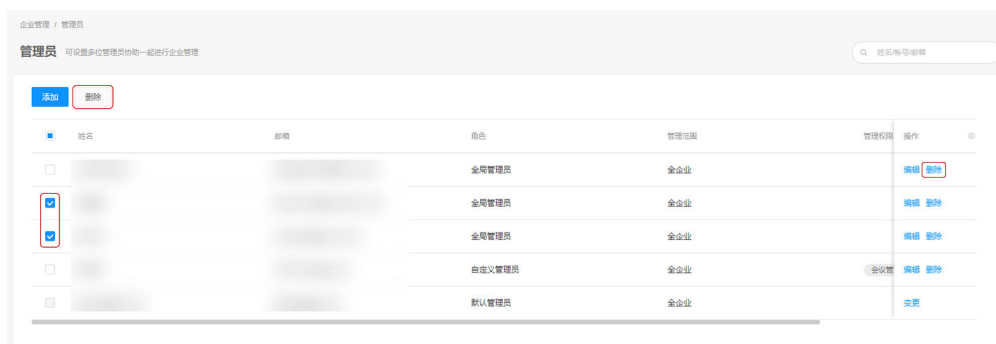 企业管理 / 管理员
管理员 可设置多位管理员协助一起进行企业管理 姓名/帐号/邮箱
添加 删除
姓名 邮箱 角色 管理范围 管理权限 操作
全局管理员 全企业 编辑 删除
全局管理员 全企业 编辑 删除
全局管理员 全企业 编辑 删除
自定义管理员 全企业 会议管 编辑 删除
默认管理员 全企业 变更